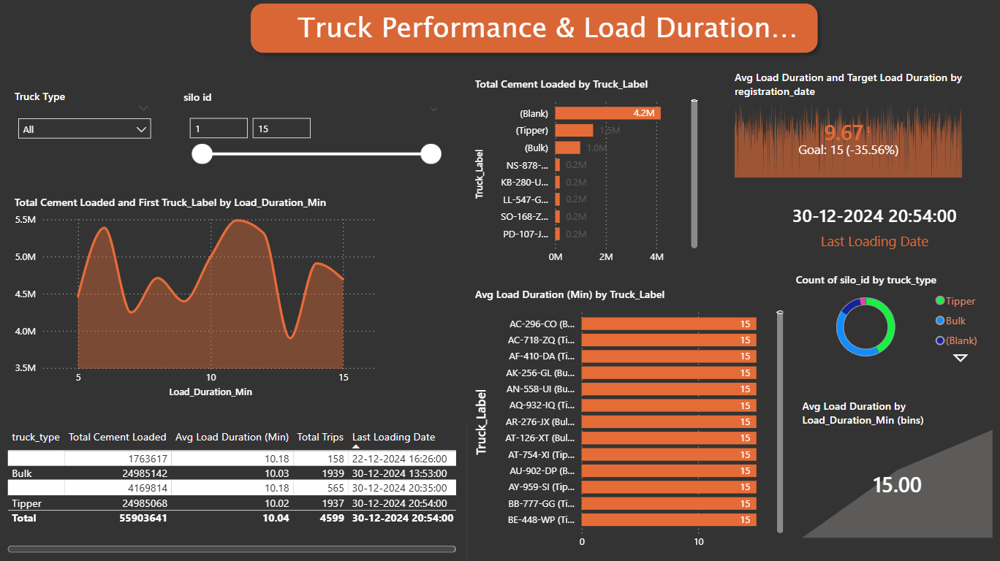 Truck Performance & Load Duration...
Truck Type
All
silo id
1
15
Total Cement Loaded and First Truck_Label by Load_Duration_Min
5.5M
5.0M
4.5M
4.0M
3.5M
5
10
15
Load_Duration_Min
truck_type Total Cement Loaded Avg Load Duration (Min) Total Trips Last Loading Date
1763617 10.18 158 22-12-2024 16:26:00
Bulk 24985142 10.03 1939 30-12-2024 13:53:00
4169814 10.18 565 30-12-2024 20:35:00
Tipper 24985068 10.02 1937 30-12-2024 20:54:00
Total 55903641 10.04 4599 30-12-2024 20:54:00
Total Cement Loaded by Truck_Label
Truck_Label
(Blank) 4.2M
(Tipper) 1.5M
(Bulk) 1.0M
NS-878-... 0.2M
KB-280-U... 0.2M
LL-547-G... 0.2M
SO-168-Z... 0.2M
PD-107-J... 0.2M
0M 2M 4M
Avg Load Duration (Min) by Truck_Label
Truck_Label
AC-296-CO (B... 15
AC-718-ZQ (Ti... 15
AF-410-DA (Ti... 15
AK-256-GL (Bu... 15
AN-558-UI (Bu... 15
AQ-932-IQ (Ti... 15
AR-276-JX (Bul... 15
AT-126-XT (Bul... 15
AT-754-XI (Tip... 15
AU-902-DP (B... 15
AY-959-SI (Tip... 15
BB-777-GG (Ti... 15
BE-448-WP (Ti... 15
0 10
Avg Load Duration and Target Load Duration by
registration_date
9.67!
Goal: 15 (-35.56%)
30-12-2024 20:54:00
Last Loading Date
Count of silo_id by truck_type
Tipper
Bulk
(Blank)
Avg Load Duration by
Load_Duration_Min (bins)
15.00